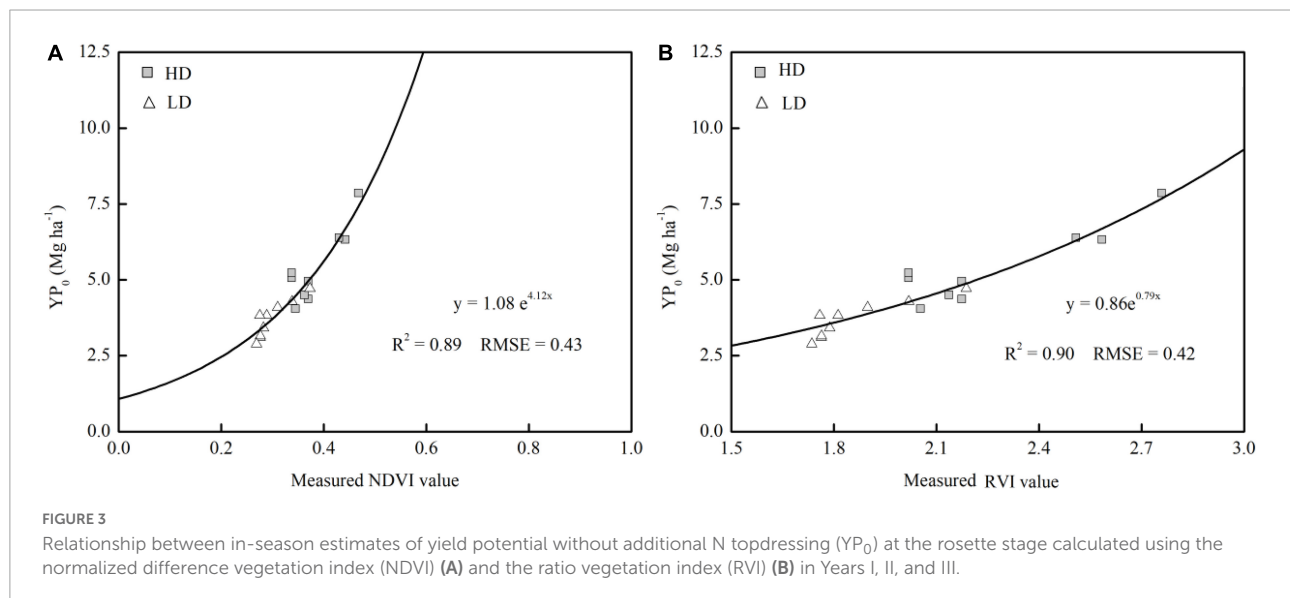 A
12.5
10.0
7.5
5.0
2.5
0.0
YP₀ (Mg ha⁻¹)
HD
LD
y = 1.08 e^4.12x
R² = 0.89 RMSE = 0.43
0.0 0.2 0.4 0.6 0.8 1.0
Measured NDVI value
B
12.5
10.0
7.5
5.0
2.5
0.0
YP₀ (Mg ha⁻¹)
HD
LD
y = 0.86e^0.79x
R² = 0.90 RMSE = 0.42
1.5 1.8 2.1 2.4 2.7 3.0
Measured RVI value
FIGURE 3
Relationship between in-season estimates of yield potential without additional N topdressing (YP₀) at the rosette stage calculated using the
normalized difference vegetation index (NDVI) (A) and the ratio vegetation index (RVI) (B) in Years I, II, and III.